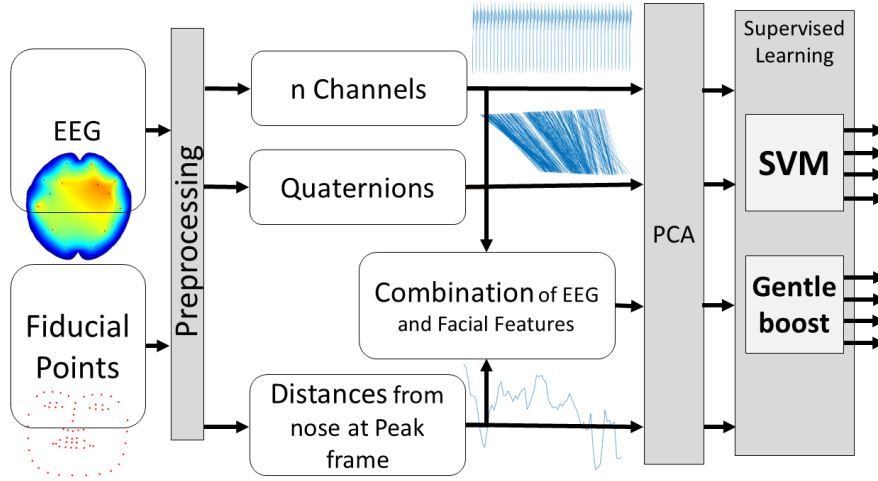 EEG
Fiducial
Points
Preprocessing
n Channels
Quaternions
Combination of EEG
and Facial Features
Distances from
nose at Peak
frame
PCA
Supervised
Learning
SVM
Gentle
boost